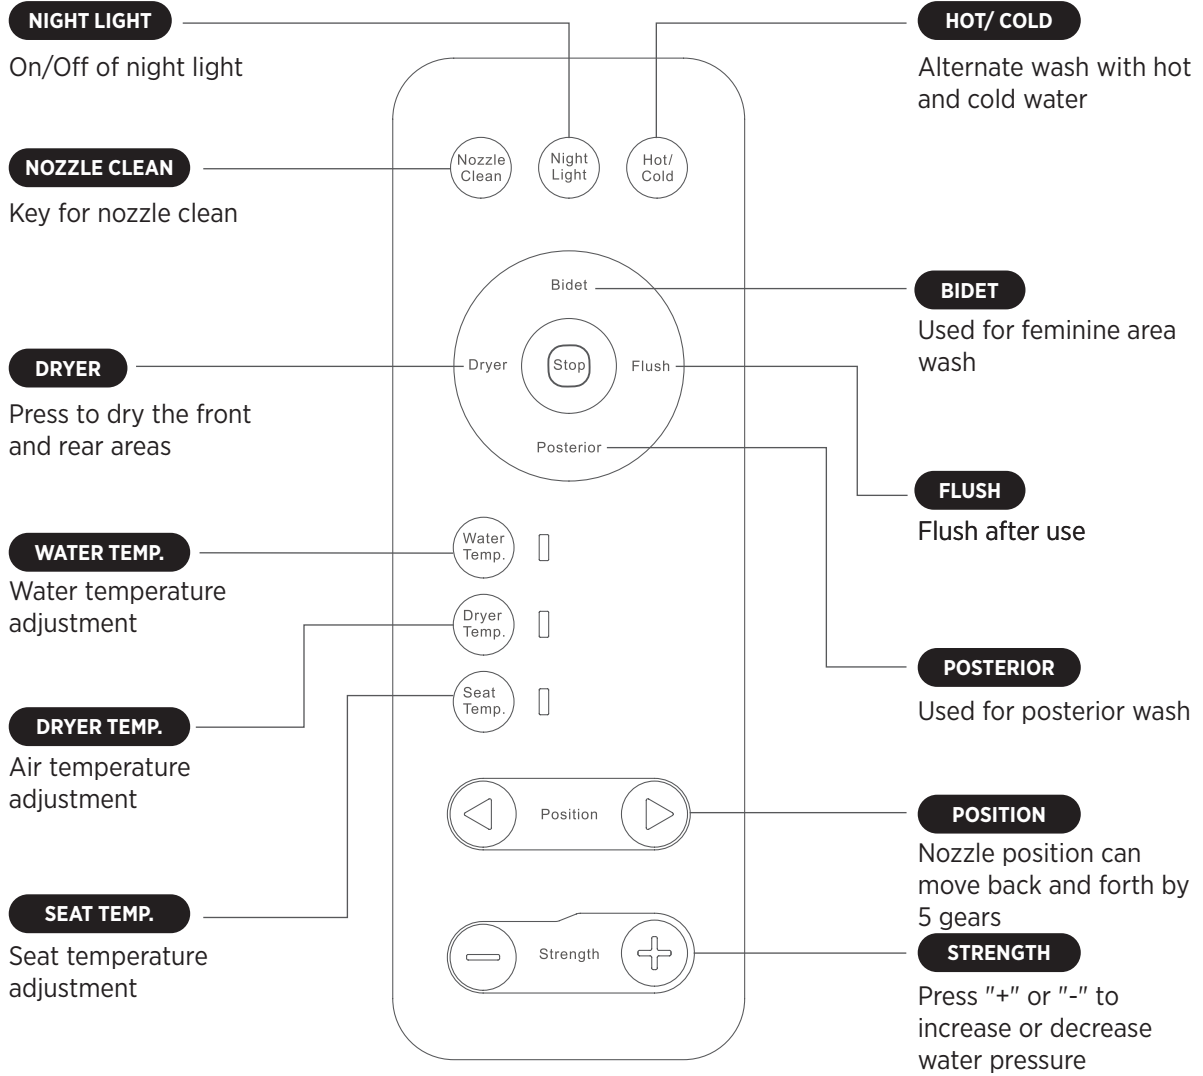 NIGHT LIGHT
On/Off of night light
NOZZLE CLEAN
Key for nozzle clean
DRYER
Press to dry the front
and rear areas
WATER TEMP.
Water temperature
adjustment
DRYER TEMP.
Air temperature
adjustment
SEAT TEMP.
Seat temperature
adjustment
Nozzle
Clean
Night
Light
Hot/
Cold
Bidet
Dryer
Stop
Flush
Posterior
Water
Temp.
Dryer
Temp.
Seat
Temp.
Position
Strength
HOT/ COLD
Alternate wash with hot
and cold water
BIDET
Used for feminine area
wash
FLUSH
Flush after use
POSTERIOR
Used for posterior wash
POSITION
Nozzle position can
move back and forth by
5 gears
STRENGTH
Press "+" or "-" to
increase or decrease
water pressure